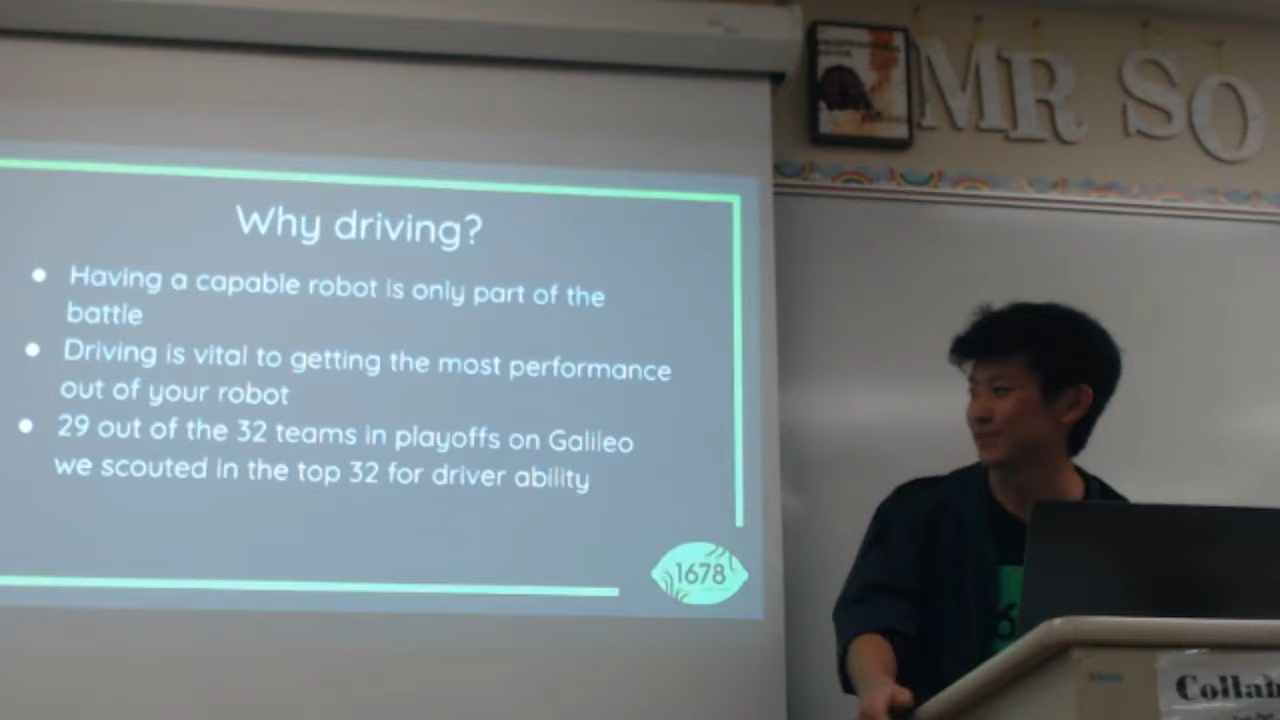 MR SO
Why driving?
● Having a capable robot is only part of the
battle
● Driving is vital to getting the most performance
out of your robot
● 29 out of the 32 teams in playoffs on Galileo
we scouted in the top 32 for driver ability
1678
6
Collab